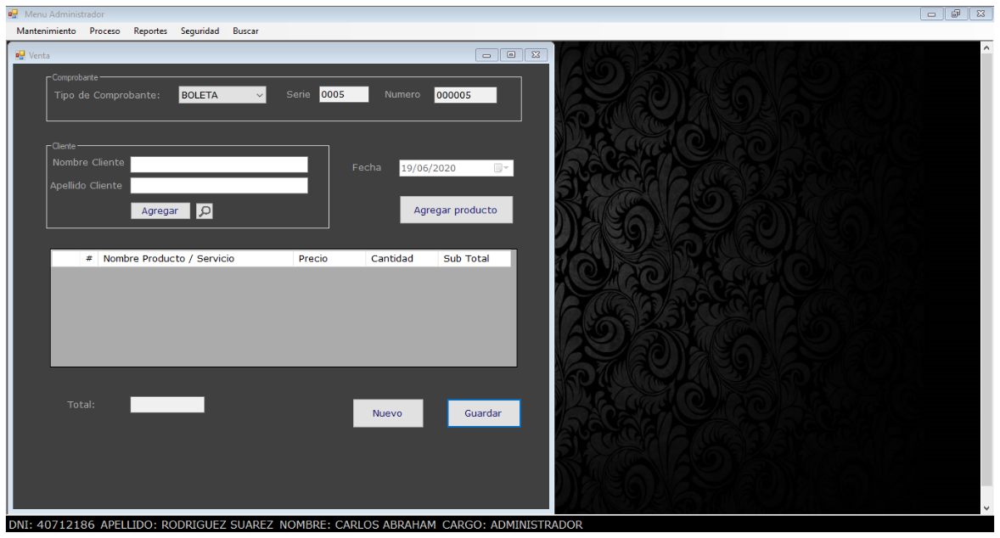 Menu Administrador
Mantenimiento Proceso Reportes Seguridad Buscar
Venta
Comprobante
Tipo de Comprobante: BOLETA Serie 0005 Numero 000005
Cliente
Nombre Cliente
Fecha 19/06/2020
Apellido Cliente
Agregar
Agregar producto
# Nombre Producto / Servicio Precio Cantidad Sub Total
Total:
Nuevo Guardar
DNI: 40712186 APELLIDO: RODRIGUEZ SUAREZ NOMBRE: CARLOS ABRAHAM CARGO: ADMINISTRADOR